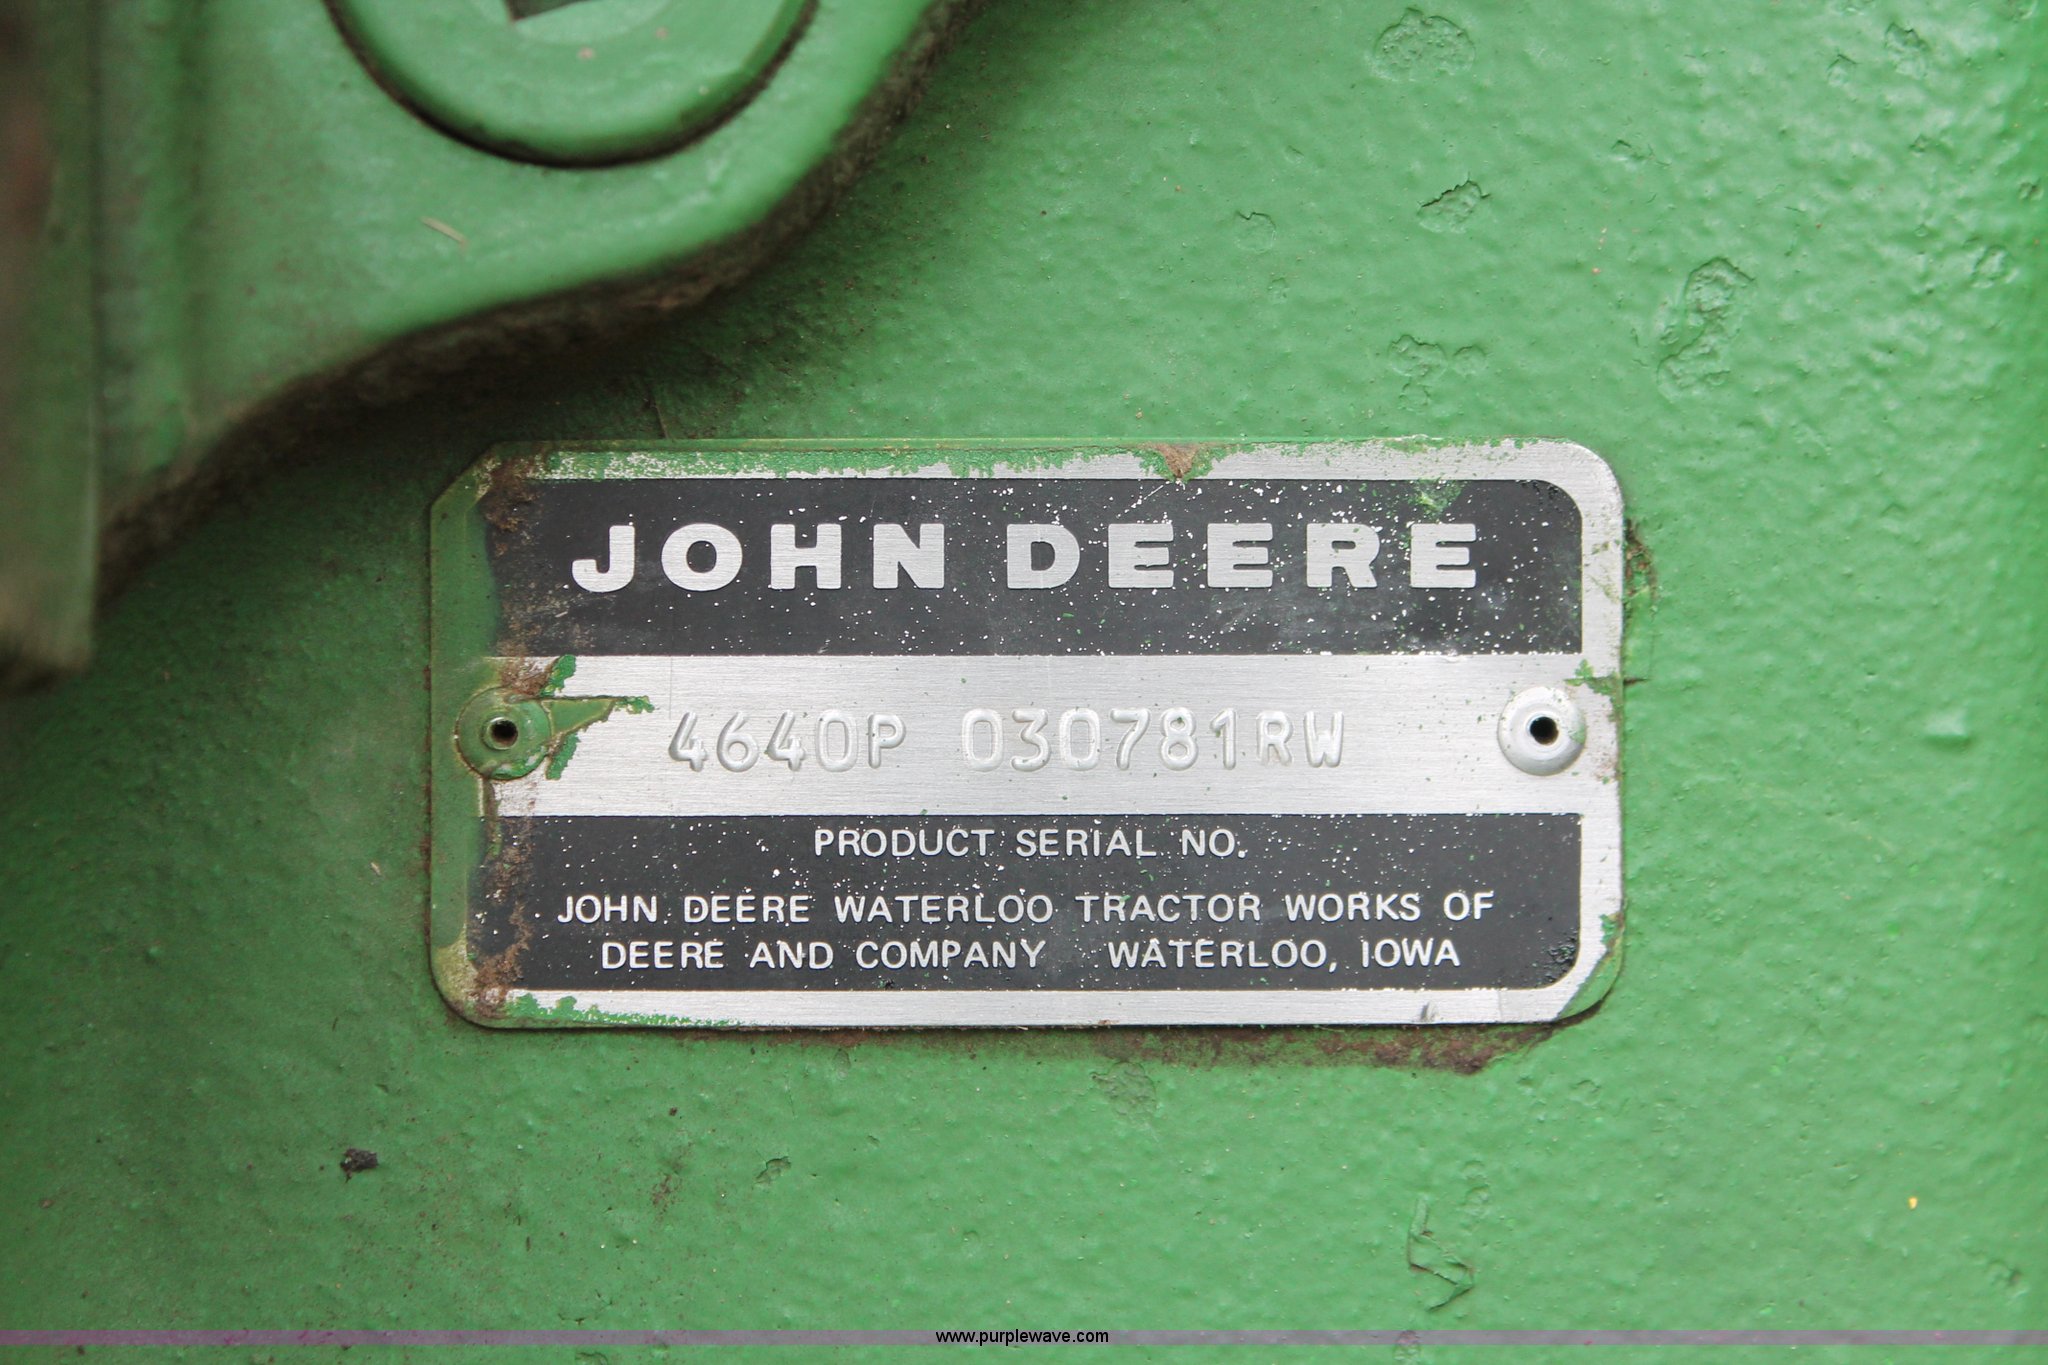 JOHN DEERE
4640P 030781RW
PRODUCT SERIAL NO.
JOHN DEERE WATERLOO TRACTOR WORKS OF
DEERE AND COMPANY WATERLOO, IOWA
www.purplewave.com